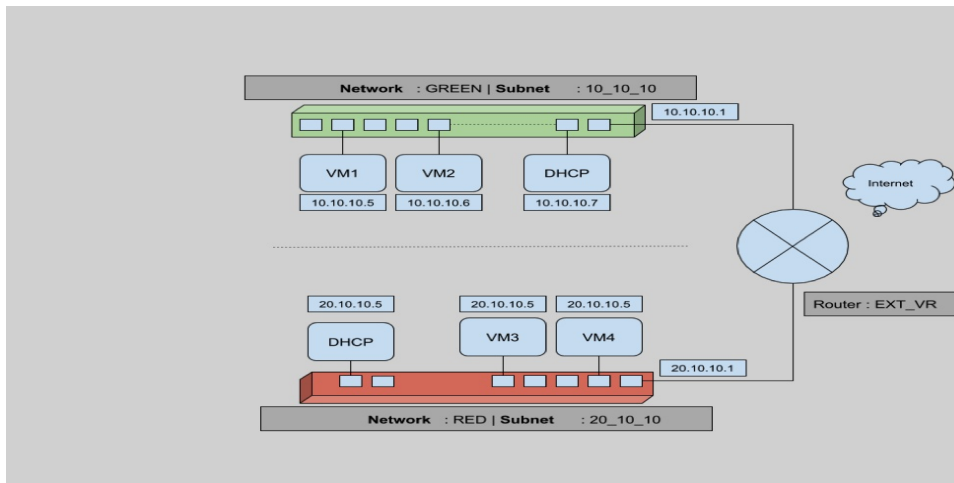 Network : GREEN | Subnet : 10_10_10
10.10.10.1
VM1
VM2
DHCP
10.10.10.5
10.10.10.6
10.10.10.7
Internet
20.10.10.5
20.10.10.5
20.10.10.5
Router : EXT_VR
DHCP
VM3
VM4
20.10.10.1
Network : RED | Subnet : 20_10_10